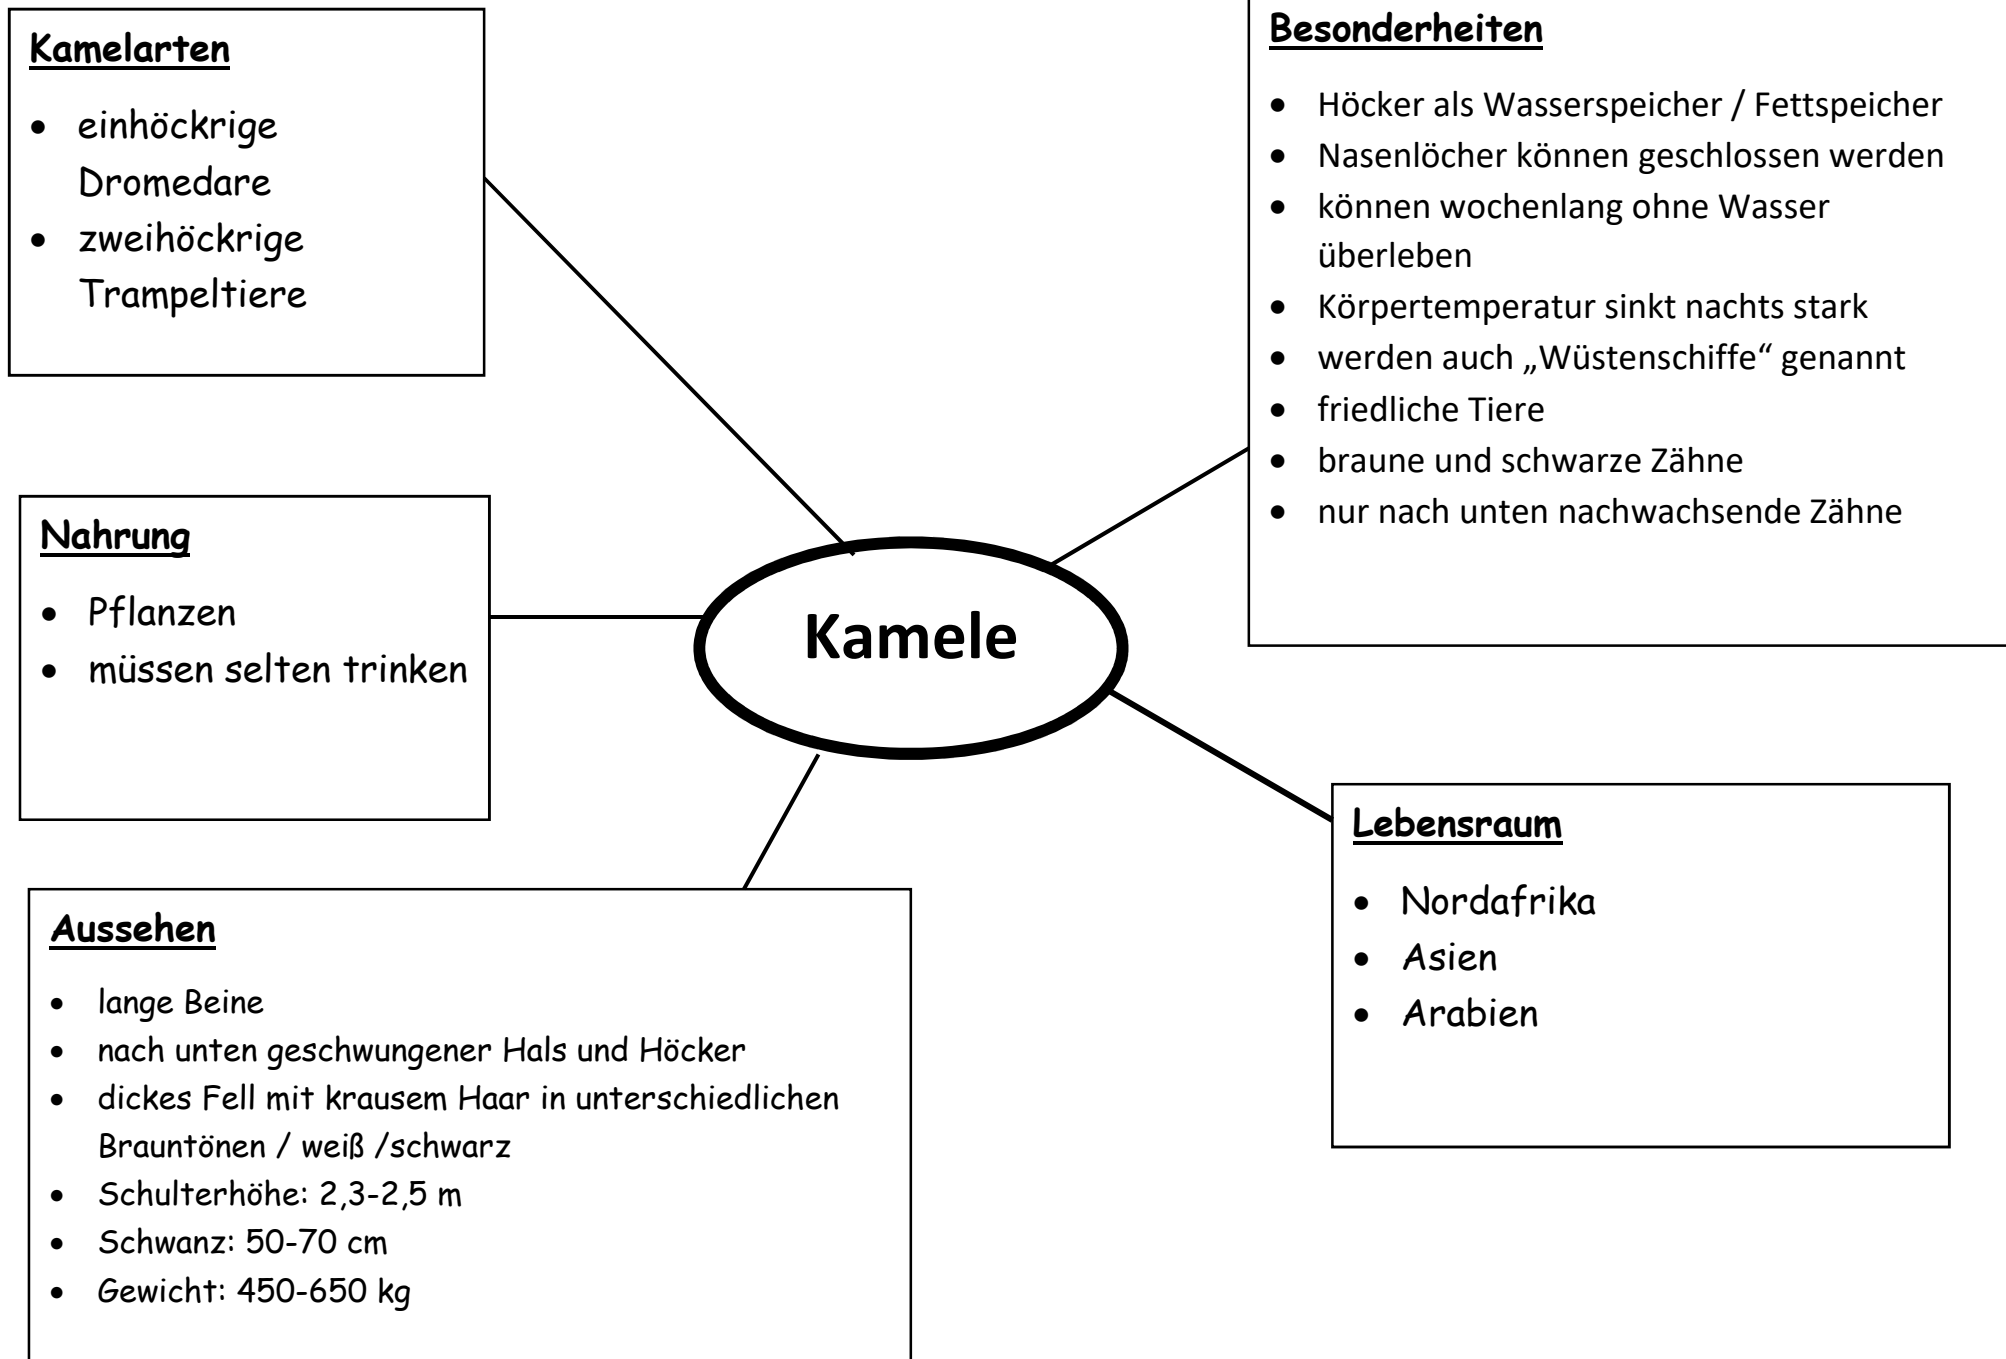 Kamelarten
• einhöckrige
Dromedare
• zweihöckrige
Trampeltiere
Besonderheiten
• Höcker als Wasserspeicher / Fettspeicher
• Nasenlöcher können geschlossen werden
• können wochenlang ohne Wasser
überleben
• Körpertemperatur sinkt nachts stark
• werden auch „Wüstenschiffe“ genannt
• friedliche Tiere
• braune und schwarze Zähne
• nur nach unten nachwachsende Zähne
Nahrung
• Pflanzen
• müssen selten trinken
Kamele
Lebensraum
• Nordafrika
• Asien
• Arabien
Aussehen
• lange Beine
• nach unten geschwungener Hals und Höcker
• dickes Fell mit krausem Haar in unterschiedlichen
Brauntönen / weiß /schwarz
• Schulterhöhe: 2,3-2,5 m
• Schwanz: 50-70 cm
• Gewicht: 450-650 kg